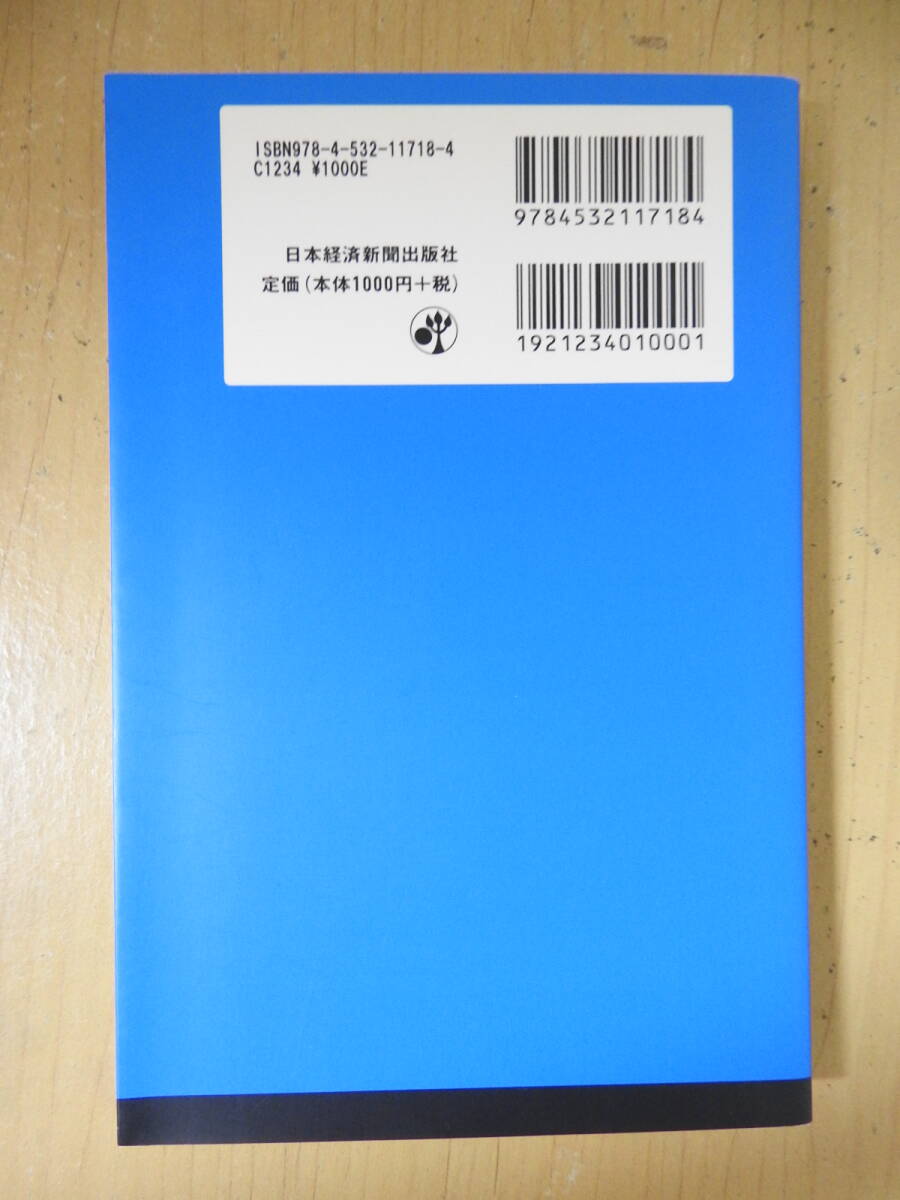 ISBN978-4-532-11718-4
C1234 ¥1000E
日本経済新聞出版社
定価(本体1000円+税)
9784532117184
1921234010001